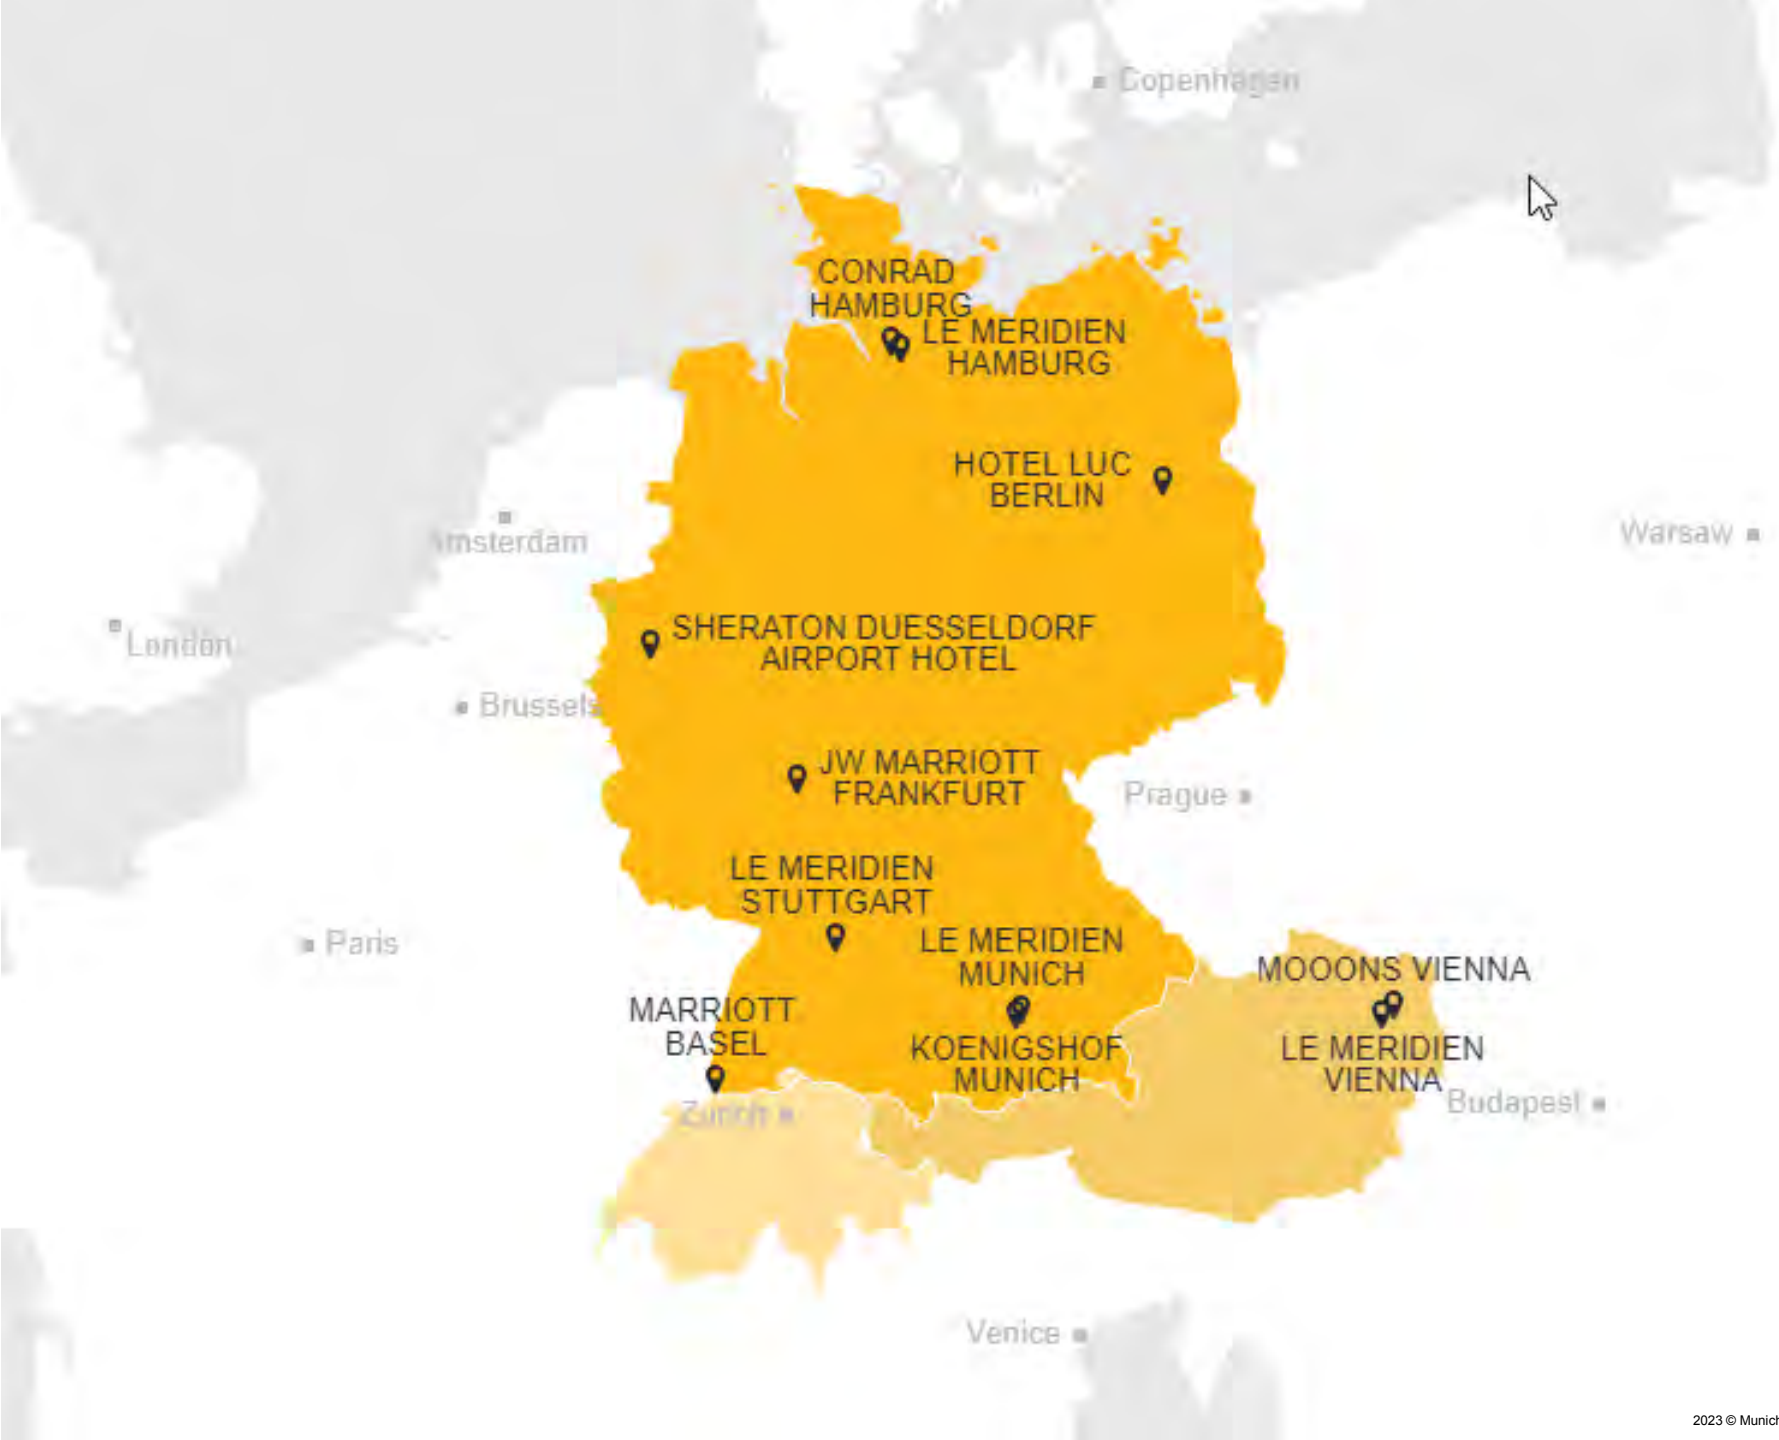 Copenhagen
CONRAD
HAMBURG
LE MERIDIEN
HAMBURG
HOTEL LUC
BERLIN
Amsterdam
Warsaw
London
SHERATON DUESSELDORF
AIRPORT HOTEL
Brussels
JW MARRIOTT
FRANKFURT
Prague
LE MERIDIEN
STUTTGART
Paris
LE MERIDIEN
MUNICH
MOOONS VIENNA
MARRIOTT
BASEL
KOENIGSHOF
MUNICH
LE MERIDIEN
VIENNA
Budapest
Zurich
Venice
2023 © Munich